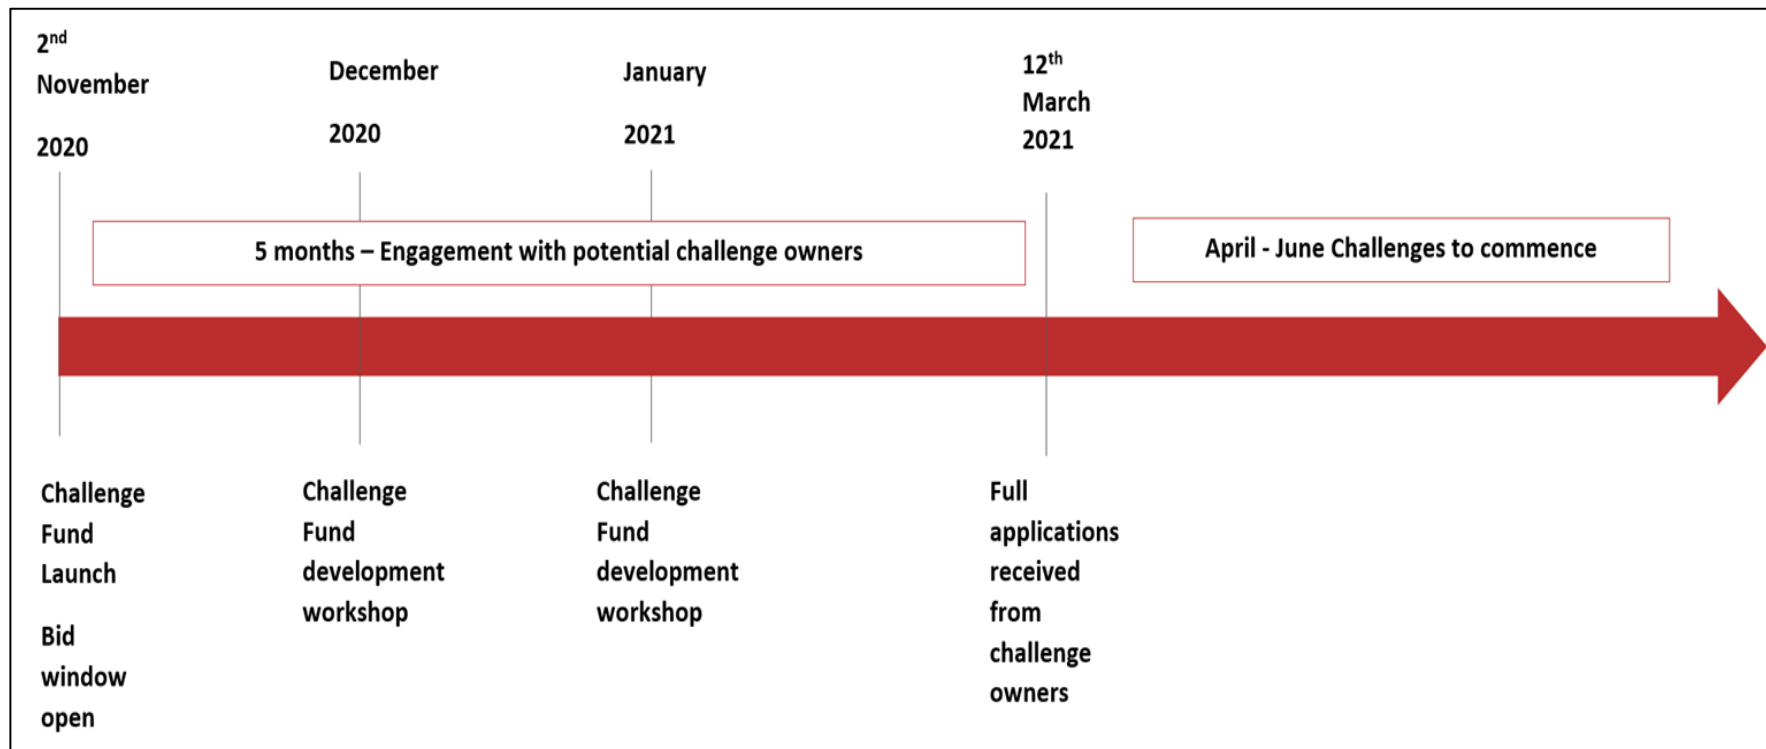 2nd
November
2020
December
2020
January
2021
12th
March
2021
5 months – Engagement with potential challenge owners
April - June Challenges to commence
Challenge
Fund
Launch
Bid
window
open
Challenge
Fund
development
workshop
Challenge
Fund
development
workshop
Full
applications
received
from
challenge
owners